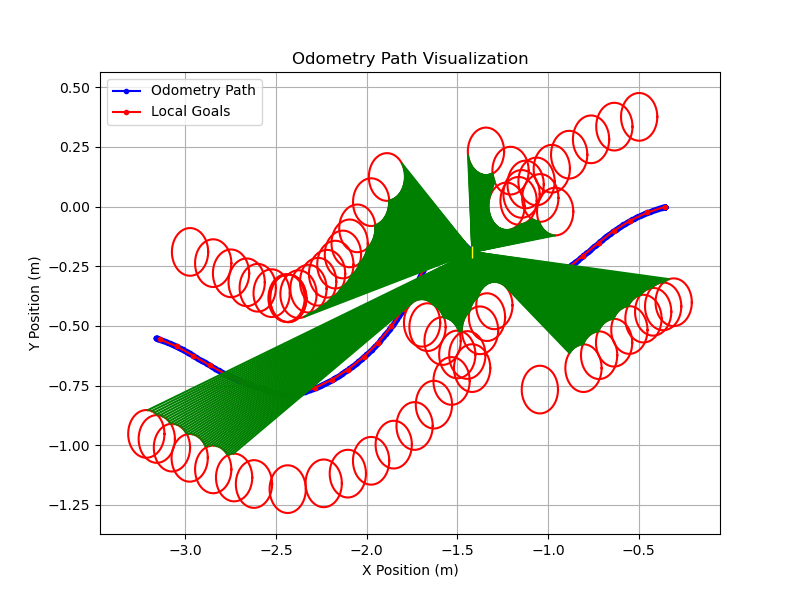 Odometry Path Visualization
Odometry Path
Local Goals
Y Position (m)
0.50
0.25
0.00
−0.25
−0.50
−0.75
−1.00
−1.25
−3.0 −2.5 −2.0 −1.5 −1.0 −0.5
X Position (m)